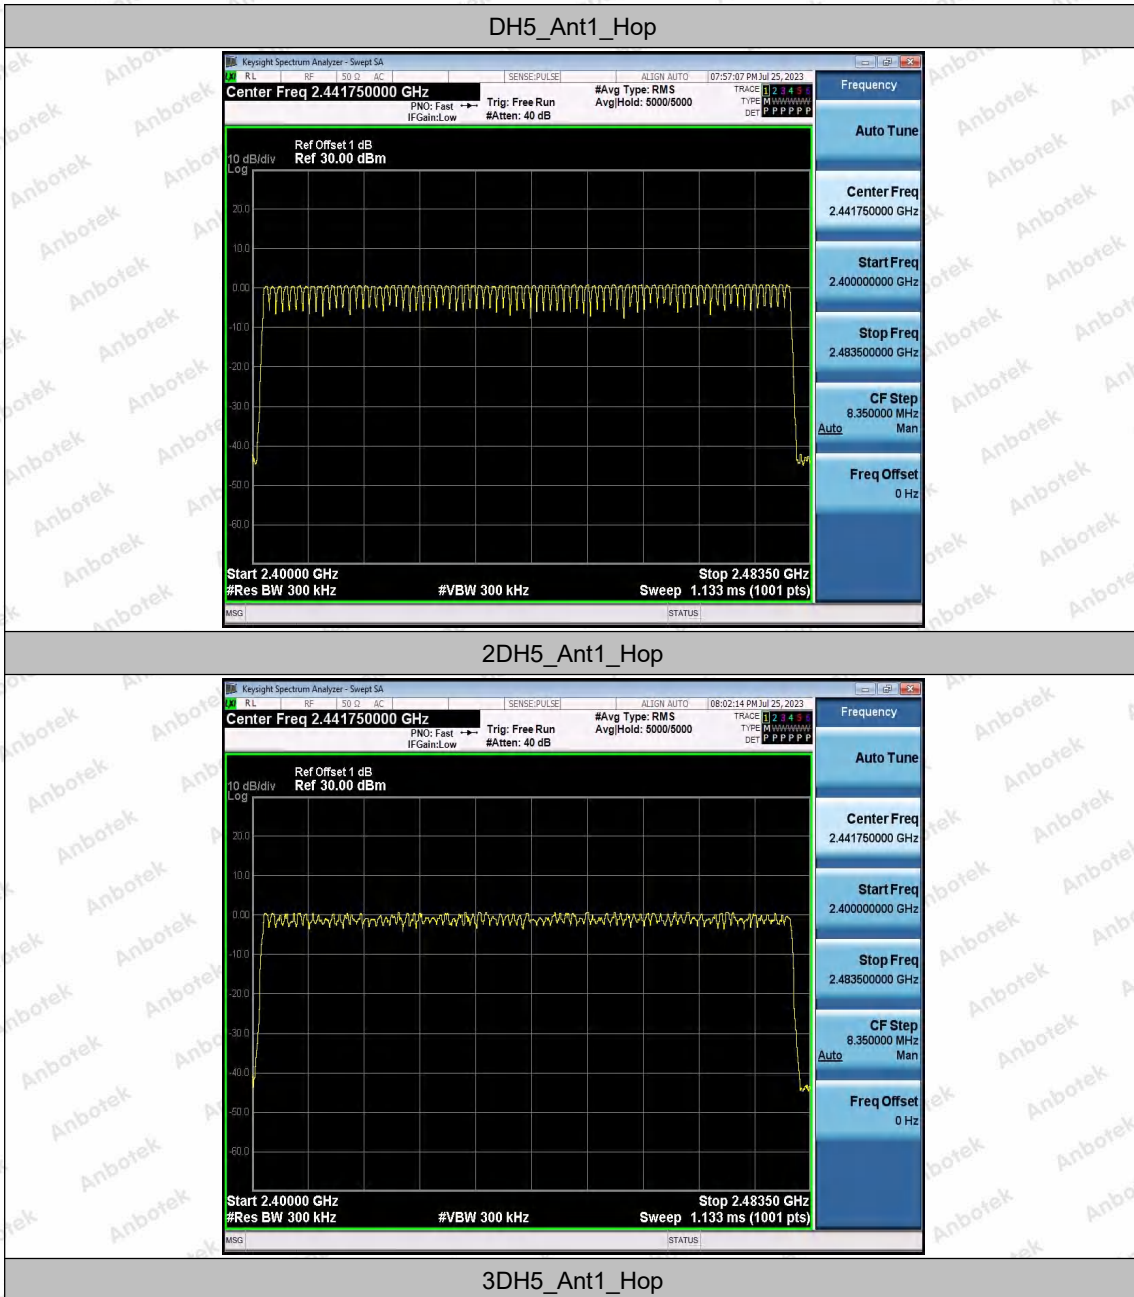 DH5_Ant1_Hop
Keysight Spectrum Analyzer - Swept SA
RL RF 50 Ω AC SENSE:PULSE ALIGN AUTO 07:57:07 PM Jul 25, 2023
Center Freq 2.441750000 GHz
PNO: Fast
IFGain:Low
Trig: Free Run
#Atten: 40 dB
#Avg Type: RMS
Avg|Hold: 5000/5000
TRACE 1 2 3 4 5 6
TYPE M WWWWW
DET P P P P P P
Frequency
Auto Tune
Center Freq
2.441750000 GHz
Start Freq
2.400000000 GHz
Stop Freq
2.483500000 GHz
CF Step
8.350000 MHz
Auto Man
Freq Offset
0 Hz
Ref Offset 1 dB
10 dB/div Ref 30.00 dBm
Log
20.0
10.0
0.00
-10.0
-20.0
-30.0
-40.0
-50.0
-60.0
Start 2.40000 GHz Stop 2.48350 GHz
#Res BW 300 kHz #VBW 300 kHz Sweep 1.133 ms (1001 pts)
MSG STATUS
2DH5_Ant1_Hop
Keysight Spectrum Analyzer - Swept SA
RL RF 50 Ω AC SENSE:PULSE ALIGN AUTO 08:02:14 PM Jul 25, 2023
Center Freq 2.441750000 GHz
PNO: Fast
IFGain:Low
Trig: Free Run
#Atten: 40 dB
#Avg Type: RMS
Avg|Hold: 5000/5000
TRACE 1 2 3 4 5 6
TYPE M WWWWW
DET P P P P P P
Frequency
Auto Tune
Center Freq
2.441750000 GHz
Start Freq
2.400000000 GHz
Stop Freq
2.483500000 GHz
CF Step
8.350000 MHz
Auto Man
Freq Offset
0 Hz
Ref Offset 1 dB
10 dB/div Ref 30.00 dBm
Log
20.0
10.0
0.00
-10.0
-20.0
-30.0
-40.0
-50.0
-60.0
Start 2.40000 GHz Stop 2.48350 GHz
#Res BW 300 kHz #VBW 300 kHz Sweep 1.133 ms (1001 pts)
MSG STATUS
3DH5_Ant1_Hop